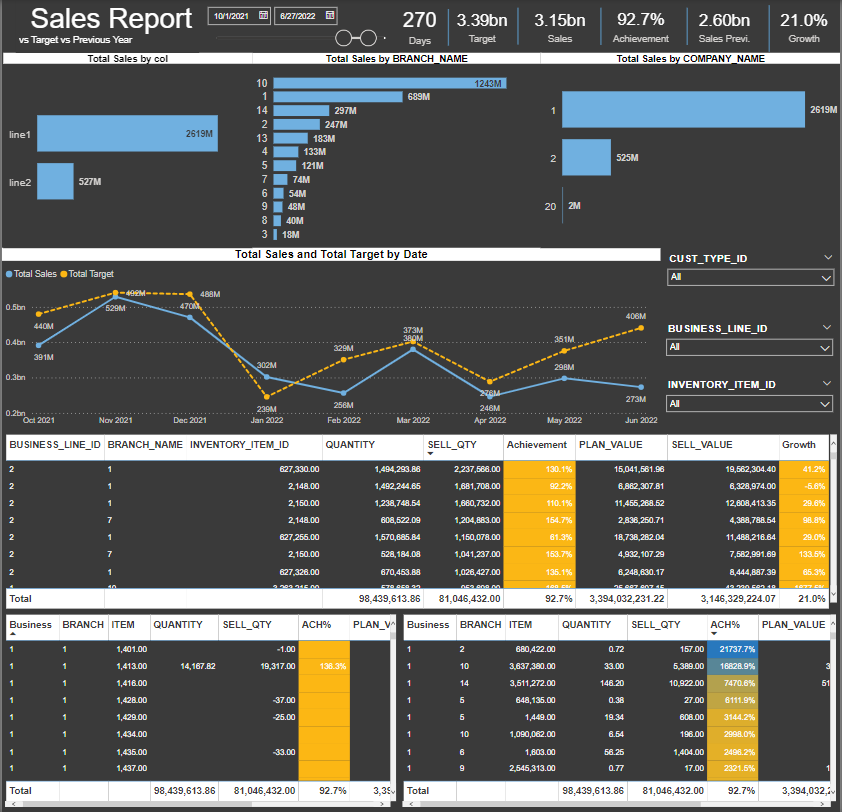 Sales Report
vs Target vs Previous Year
10/1/2021 6/27/2022
270 3.39bn 3.15bn 92.7% 2.60bn 21.0%
Days Target Sales Achievement Sales Previ. Growth
Total Sales by col
line1 2619M
line2 527M
Total Sales by BRANCH_NAME
10 1243M
1 689M
14 297M
2 247M
13 183M
4 133M
5 121M
7 74M
6 54M
9 48M
8 40M
3 18M
Total Sales by COMPANY_NAME
1 2619M
2 525M
20 2M
Total Sales and Total Target by Date
Total Sales Total Target
0.5bn
0.4bn
0.3bn
0.2bn
440M 492M 488M
391M 529M 470M
302M 329M 373M 351M 406M
239M 256M 380M 276M 246M 298M 273M
Oct 2021 Nov 2021 Dec 2021 Jan 2022 Feb 2022 Mar 2022 Apr 2022 May 2022 Jun 2022
CUST_TYPE_ID
All
BUSINESS_LINE_ID
All
INVENTORY_ITEM_ID
All
BUSINESS_LINE_ID BRANCH_NAME INVENTORY_ITEM_ID QUANTITY SELL_QTY Achievement PLAN_VALUE SELL_VALUE Growth
2 1 627,330.00 1,494,293.86 2,237,566.00 130.1% 15,041,561.96 19,562,304.40 41.2%
2 1 2,148.00 1,492,244.65 1,681,708.00 92.2% 6,862,307.81 6,328,974.00 -5.6%
2 1 2,150.00 1,238,748.54 1,660,732.00 110.1% 11,455,268.52 12,608,413.35 29.6%
2 7 2,148.00 608,522.09 1,204,883.00 154.7% 2,836,250.71 4,388,788.54 98.8%
2 1 627,255.00 1,570,685.84 1,150,078.00 61.3% 18,738,282.04 11,488,216.64 29.0%
2 7 2,150.00 528,184.08 1,041,237.00 153.7% 4,932,107.29 7,582,991.69 133.5%
2 1 627,326.00 670,453.88 1,026,427.00 135.1% 6,248,630.17 8,444,887.39 65.3%
Total 98,439,613.86 81,046,432.00 92.7% 3,394,032,231.22 3,146,329,224.07 21.0%
Business BRANCH ITEM QUANTITY SELL_QTY ACH% PLAN_V
1 1 1,401.00 -1.00
1 1 1,413.00 14,167.82 19,317.00 136.3%
1 1 1,416.00
1 1 1,428.00 -37.00
1 1 1,429.00 -25.00
1 1 1,434.00
1 1 1,435.00 -33.00
1 1 1,437.00
Total 98,439,613.86 81,046,432.00 92.7% 3,39
Business BRANCH ITEM QUANTITY SELL_QTY ACH% PLAN_VALUE
1 2 680,422.00 0.72 157.00 21737.7%
1 10 3,637,380.00 33.00 5,389.00 16828.9% 3
1 14 3,511,272.00 146.20 10,922.00 7470.6% 51
1 5 648,135.00 0.38 27.00 6111.9%
1 5 1,449.00 19.34 608.00 3144.2%
1 10 1,090,062.00 6.54 196.00 2998.0%
1 6 1,603.00 56.25 1,404.00 2496.2%
1 9 2,545,313.00 0.77 17.00 2321.5% 1
Total 98,439,613.86 81,046,432.00 92.7% 3,394,032,2